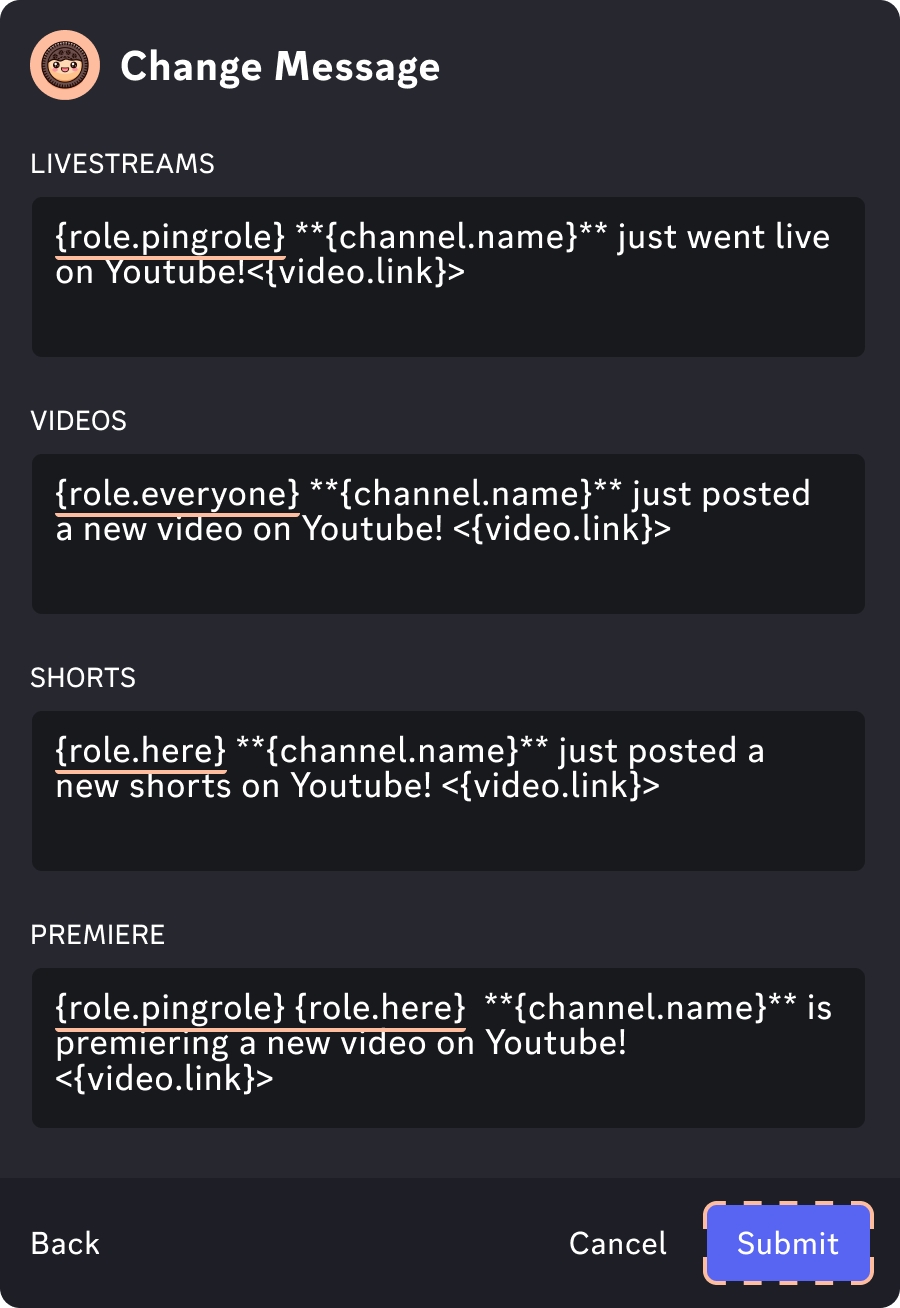 Change Message
LIVESTREAMS
{role.pingrole} **{channel.name}** just went live
on Youtube!<{video.link}>
VIDEOS
{role.everyone} **{channel.name}** just posted
a new video on Youtube! <{video.link}>
SHORTS
{role.here} **{channel.name}** just posted a
new shorts on Youtube! <{video.link}>
PREMIERE
{role.pingrole} {role.here}  **{channel.name}** is
premiering a new video on Youtube!
<{video.link}>
Back Cancel Submit